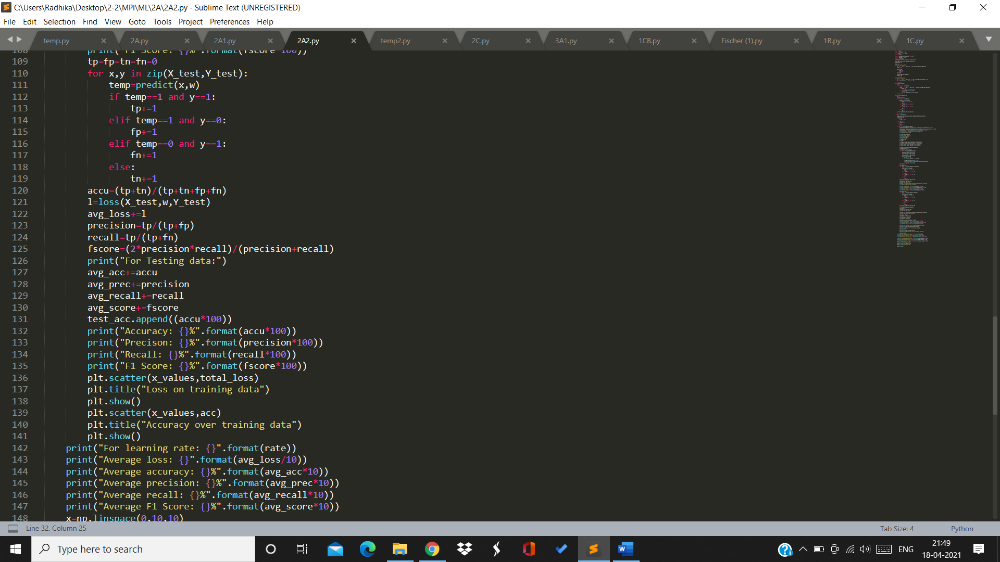 C:\Users\Radhika\Desktop\2-2\MPI\ML\2A\2A2.py - Sublime Text (UNREGISTERED)
File Edit Selection Find View Goto Tools Project Preferences Help
temp.py 2A.py 2A1.py 2A2.py temp2.py 2C.py 3A1.py 1CB.py Fischer (1).py 1B.py 1C.py
108 print("F1 Score: {}%".format(fscore*100))
109 tp=fp=tn=fn=0
110 for x,y in zip(X_test,Y_test):
111 temp=predict(x,w)
112 if temp==1 and y==1:
113 tp+=1
114 elif temp==1 and y==0:
115 fp+=1
116 elif temp==0 and y==1:
117 fn+=1
118 else:
119 tn+=1
120 accu=(tp+tn)/(tp+tn+fp+fn)
121 l=loss(X_test,w,Y_test)
122 avg_loss+=l
123 precision=tp/(tp+fp)
124 recall=tp/(tp+fn)
125 fscore=(2*precision*recall)/(precision+recall)
126 print("For Testing data:")
127 avg_acc+=accu
128 avg_prec+=precision
129 avg_recall+=recall
130 avg_score+=fscore
131 test_acc.append((accu*100))
132 print("Accuracy: {}%".format(accu*100))
133 print("Precison: {}%".format(precision*100))
134 print("Recall: {}%".format(recall*100))
135 print("F1 Score: {}%".format(fscore*100))
136 plt.scatter(x_values,total_loss)
137 plt.title("Loss on training data")
138 plt.show()
139 plt.scatter(x_values,acc)
140 plt.title("Accuracy over training data")
141 plt.show()
142 print("For learning rate: {}".format(rate))
143 print("Average loss: {}".format(avg_loss/10))
144 print("Average accuracy: {}%".format(avg_acc*10))
145 print("Average precision: {}%".format(avg_prec*10))
146 print("Average recall: {}%".format(avg_recall*10))
147 print("Average F1 Score: {}%".format(avg_score*10))
148 x=np.linspace(0,10,10)
Line 32, Column 25 Tab Size: 4 Python
Type here to search
ENG
21:49
18-04-2021